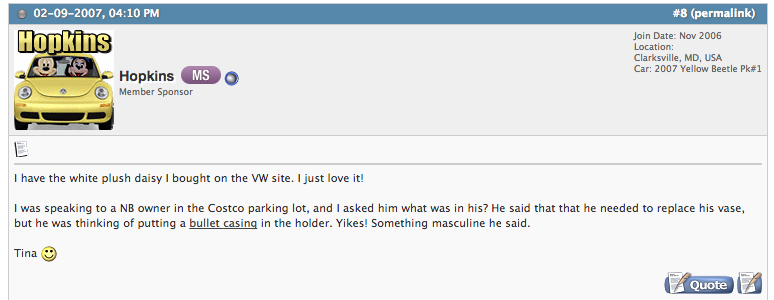 02-09-2007, 04:10 PM
#8 (permalink)
Hopkins
Hopkins MS
Member Sponsor
Join Date: Nov 2006
Location:
Clarksville, MD, USA
Car: 2007 Yellow Beetle Pk#1
I have the white plush daisy I bought on the VW site. I just love it!
I was speaking to a NB owner in the Costco parking lot, and I asked him what was in his? He said that that he needed to replace his vase,
but he was thinking of putting a bullet casing in the holder. Yikes! Something masculine he said.
Tina
Quote